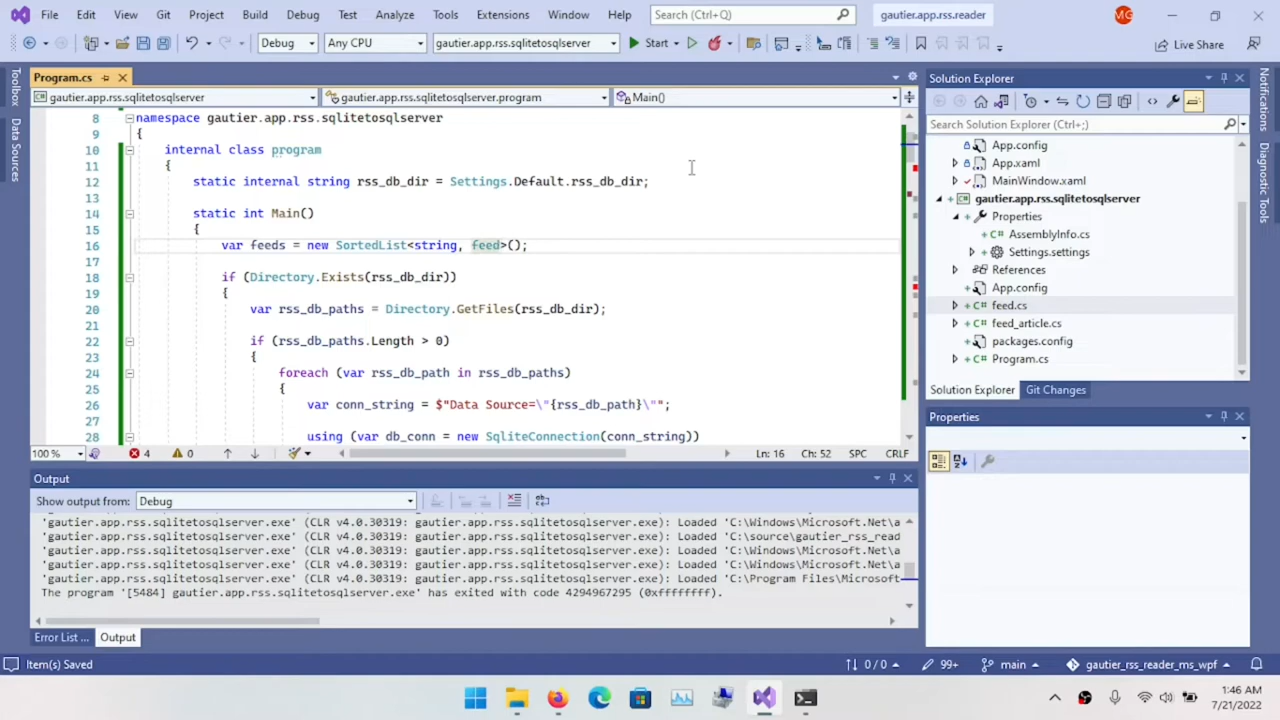 File Edit View Git Project Build Debug Test Analyze Tools Extensions Window Help Search (Ctrl+Q) gautier.app.rss.reader MG
Debug Any CPU gautier.app.rss.sqlitetosqlserver Start Live Share
Toolbox
Data Sources
Program.cs
gautier.app.rss.sqlitetosqlserver gautier.app.rss.sqlitetosqlserver.program Main()
8 namespace gautier.app.rss.sqlitetosqlserver
9 {
10 internal class program
11 {
12 static internal string rss_db_dir = Settings.Default.rss_db_dir;
13
14 static int Main()
15 {
16 var feeds = new SortedList<string, feed>();
17
18 if (Directory.Exists(rss_db_dir))
19 {
20 var rss_db_paths = Directory.GetFiles(rss_db_dir);
21
22 if (rss_db_paths.Length > 0)
23 {
24 foreach (var rss_db_path in rss_db_paths)
25 {
26 var conn_string = $"Data Source=\"{rss_db_path}\"";
27
28 using (var db_conn = new SqliteConnection(conn_string))
100 % 4 0 Ln: 16 Ch: 52 SPC CRLF
Output
Show output from: Debug
'gautier.app.rss.sqlitetosqlserver.exe' (CLR v4.0.30319: gautier.app.rss.sqlitetosqlserver.exe): Loaded 'C:\Windows\Microsoft.Net\a
'gautier.app.rss.sqlitetosqlserver.exe' (CLR v4.0.30319: gautier.app.rss.sqlitetosqlserver.exe): Loaded 'C:\source\gautier_rss_read
'gautier.app.rss.sqlitetosqlserver.exe' (CLR v4.0.30319: gautier.app.rss.sqlitetosqlserver.exe): Loaded 'C:\Windows\Microsoft.Net\a
'gautier.app.rss.sqlitetosqlserver.exe' (CLR v4.0.30319: gautier.app.rss.sqlitetosqlserver.exe): Loaded 'C:\Windows\Microsoft.Net\a
'gautier.app.rss.sqlitetosqlserver.exe' (CLR v4.0.30319: gautier.app.rss.sqlitetosqlserver.exe): Loaded 'C:\Program Files\Microsoft
The program '[5484] gautier.app.rss.sqlitetosqlserver.exe' has exited with code 4294967295 (0xffffffff).
Error List ... Output
Solution Explorer
Search Solution Explorer (Ctrl+;)
App.config
App.xaml
MainWindow.xaml
gautier.app.rss.sqlitetosqlserver
Properties
AssemblyInfo.cs
Settings.settings
References
App.config
feed.cs
feed_article.cs
packages.config
Program.cs
Solution Explorer Git Changes
Properties
Notifications
Diagnostic Tools
Item(s) Saved 0 / 0 99+ main gautier_rss_reader_ms_wpf
1:46 AM
7/21/2022